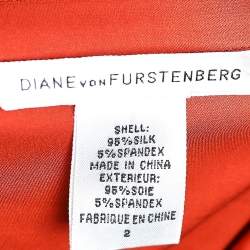 DIANE VON FURSTENBERG
SHELL:
95%SILK
5%SPANDEX
MADE IN CHINA
EXTERIEUR:
95%SOIE
5%SPANDEX
FABRIQUE EN CHINE
2